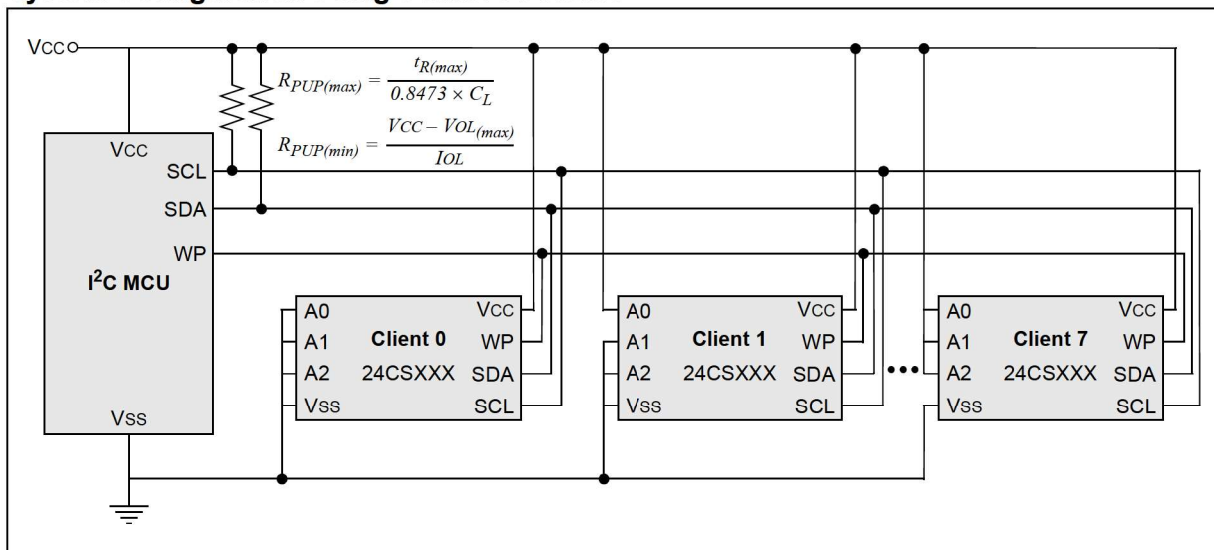 VCC
R_PUP(max) = t_R(max) / 0.8473 × C_L
R_PUP(min) = VCC – VOL_(max) / IOL
VCC
SCL
SDA
WP
I²C MCU
VSS
A0 VCC
A1 Client 0 WP
A2 24CSXXX SDA
VSS SCL
A0 VCC
A1 Client 1 WP
A2 24CSXXX SDA
VSS SCL
•••
A0 VCC
A1 Client 7 WP
A2 24CSXXX SDA
VSS SCL